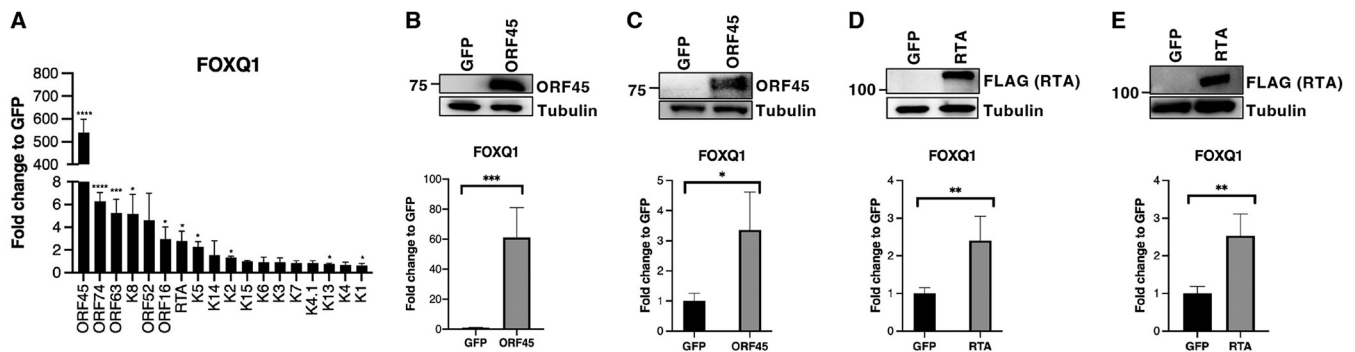 A
FOXQ1
Fold change to GFP
800
700
600
500
400
8
6
4
2
0
****
****
***
*
*
*
*
*
*
*
ORF45
ORF74
ORF63
K8
ORF52
ORF16
RTA
K5
K14
K2
K15
K6
K3
K7
K4.1
K13
K4
K1
B
GFP
ORF45
75
ORF45
Tubulin
FOXQ1
Fold change to GFP
100
80
60
40
20
0
***
GFP
ORF45
C
GFP
ORF45
75
ORF45
Tubulin
FOXQ1
Fold change to GFP
5
4
3
2
1
0
*
GFP
ORF45
D
GFP
RTA
100
FLAG (RTA)
Tubulin
FOXQ1
Fold change to GFP
4
3
2
1
0
**
GFP
RTA
E
GFP
RTA
100
FLAG (RTA)
Tubulin
FOXQ1
Fold change to GFP
4
3
2
1
0
**
GFP
RTA